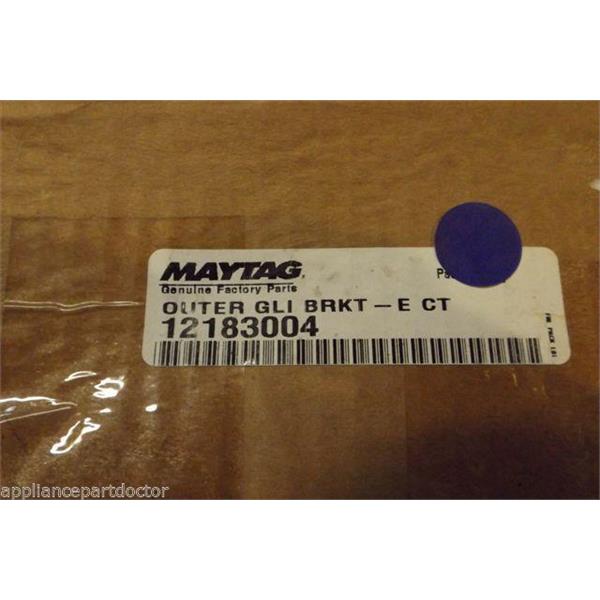 MAYTAG
Genuine Factory Parts
OUTER GLI BRKT-E CT
12183004
appliancepartdoctor